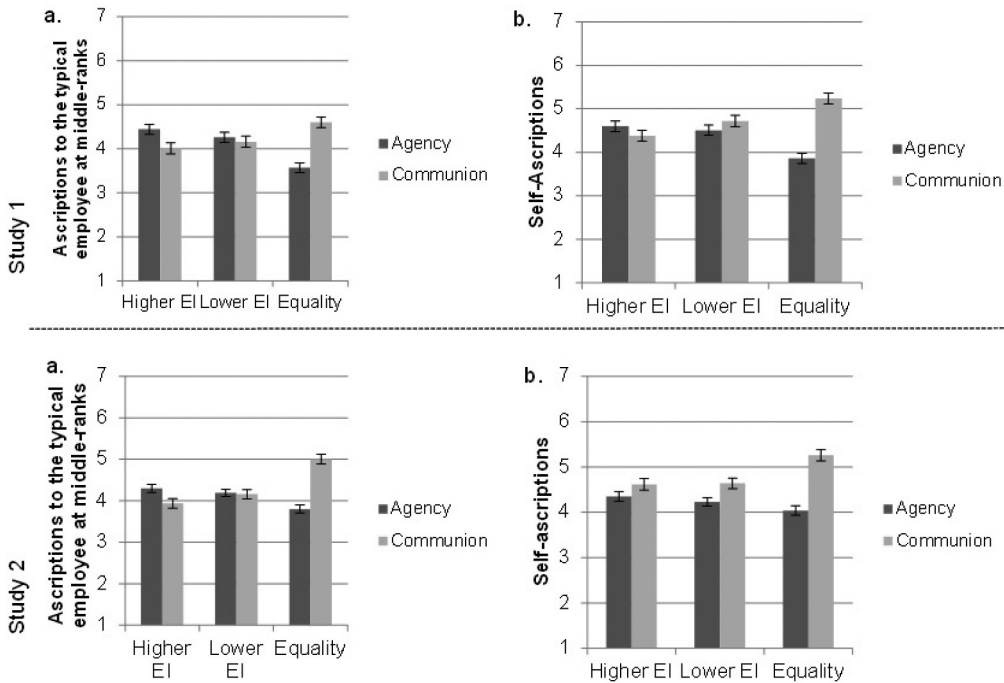 Study 1
a.
Ascriptions to the typical
employee at middle-ranks
7
6
5
4
3
2
1
Higher EI Lower EI Equality
Agency
Communion
b.
Self-Ascriptions
7
6
5
4
3
2
1
Higher EI Lower EI Equality
Agency
Communion
Study 2
a.
Ascriptions to the typical
employee at middle-ranks
7
6
5
4
3
2
1
Higher Lower Equality
EI EI
Agency
Communion
b.
Self-ascriptions
7
6
5
4
3
2
1
Higher EI Lower EI Equality
Agency
Communion